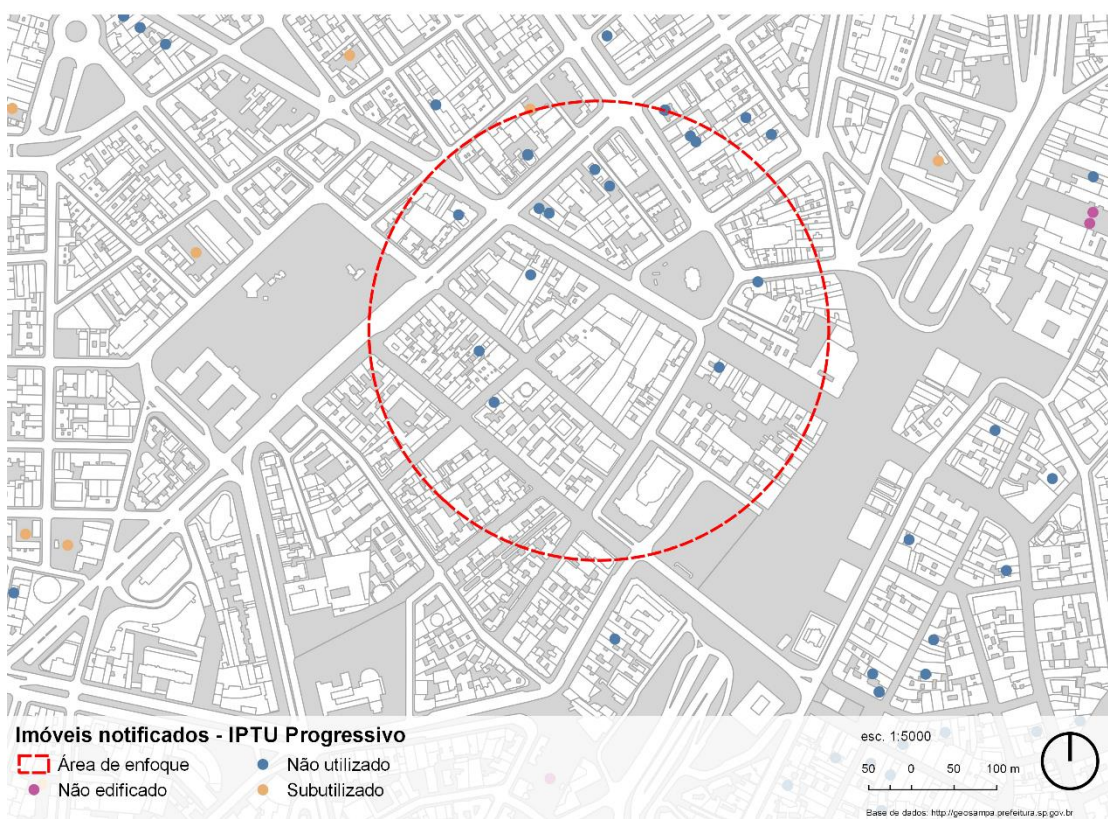 Imóveis notificados - IPTU Progressivo
Área de enfoque
Não utilizado
Não edificado
Subutilizado
esc. 1:5000
50 0 50 100 m
Base de dados: http://geosampa.prefeitura.sp.gov.br